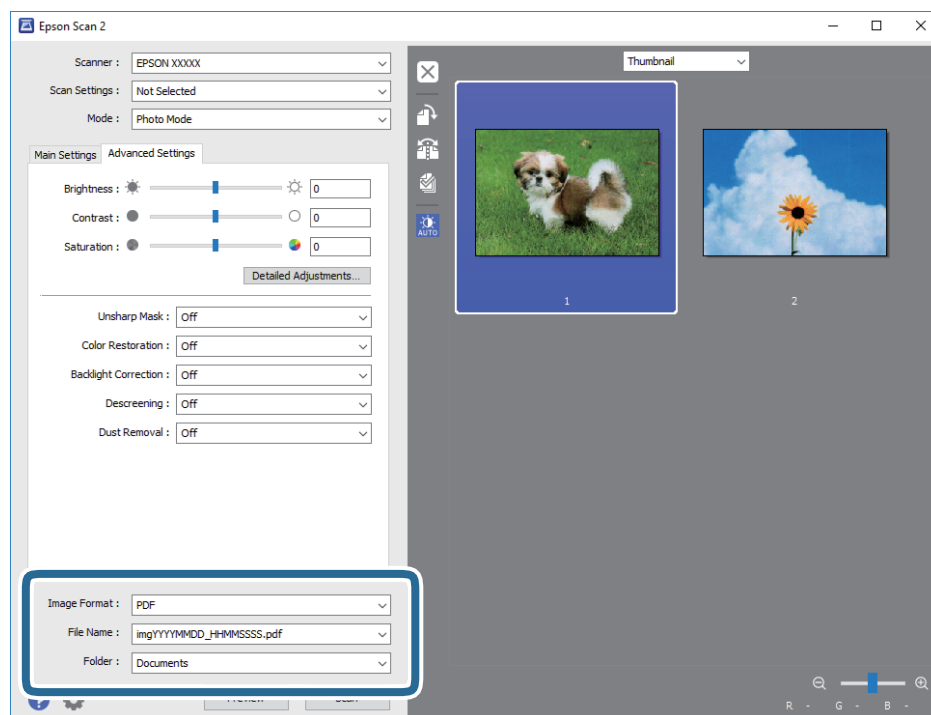 Epson Scan 2
Scanner : EPSON XXXXX
Scan Settings : Not Selected
Mode : Photo Mode
Main Settings Advanced Settings
Brightness : 0
Contrast : 0
Saturation : 0
Detailed Adjustments...
Unsharp Mask : Off
Color Restoration : Off
Backlight Correction : Off
Descreening : Off
Dust Removal : Off
Image Format : PDF
File Name : imgYYYYMMDD_HHMMSSSS.pdf
Folder : Documents
?
AUTO
Thumbnail
1
2
R - G - B -